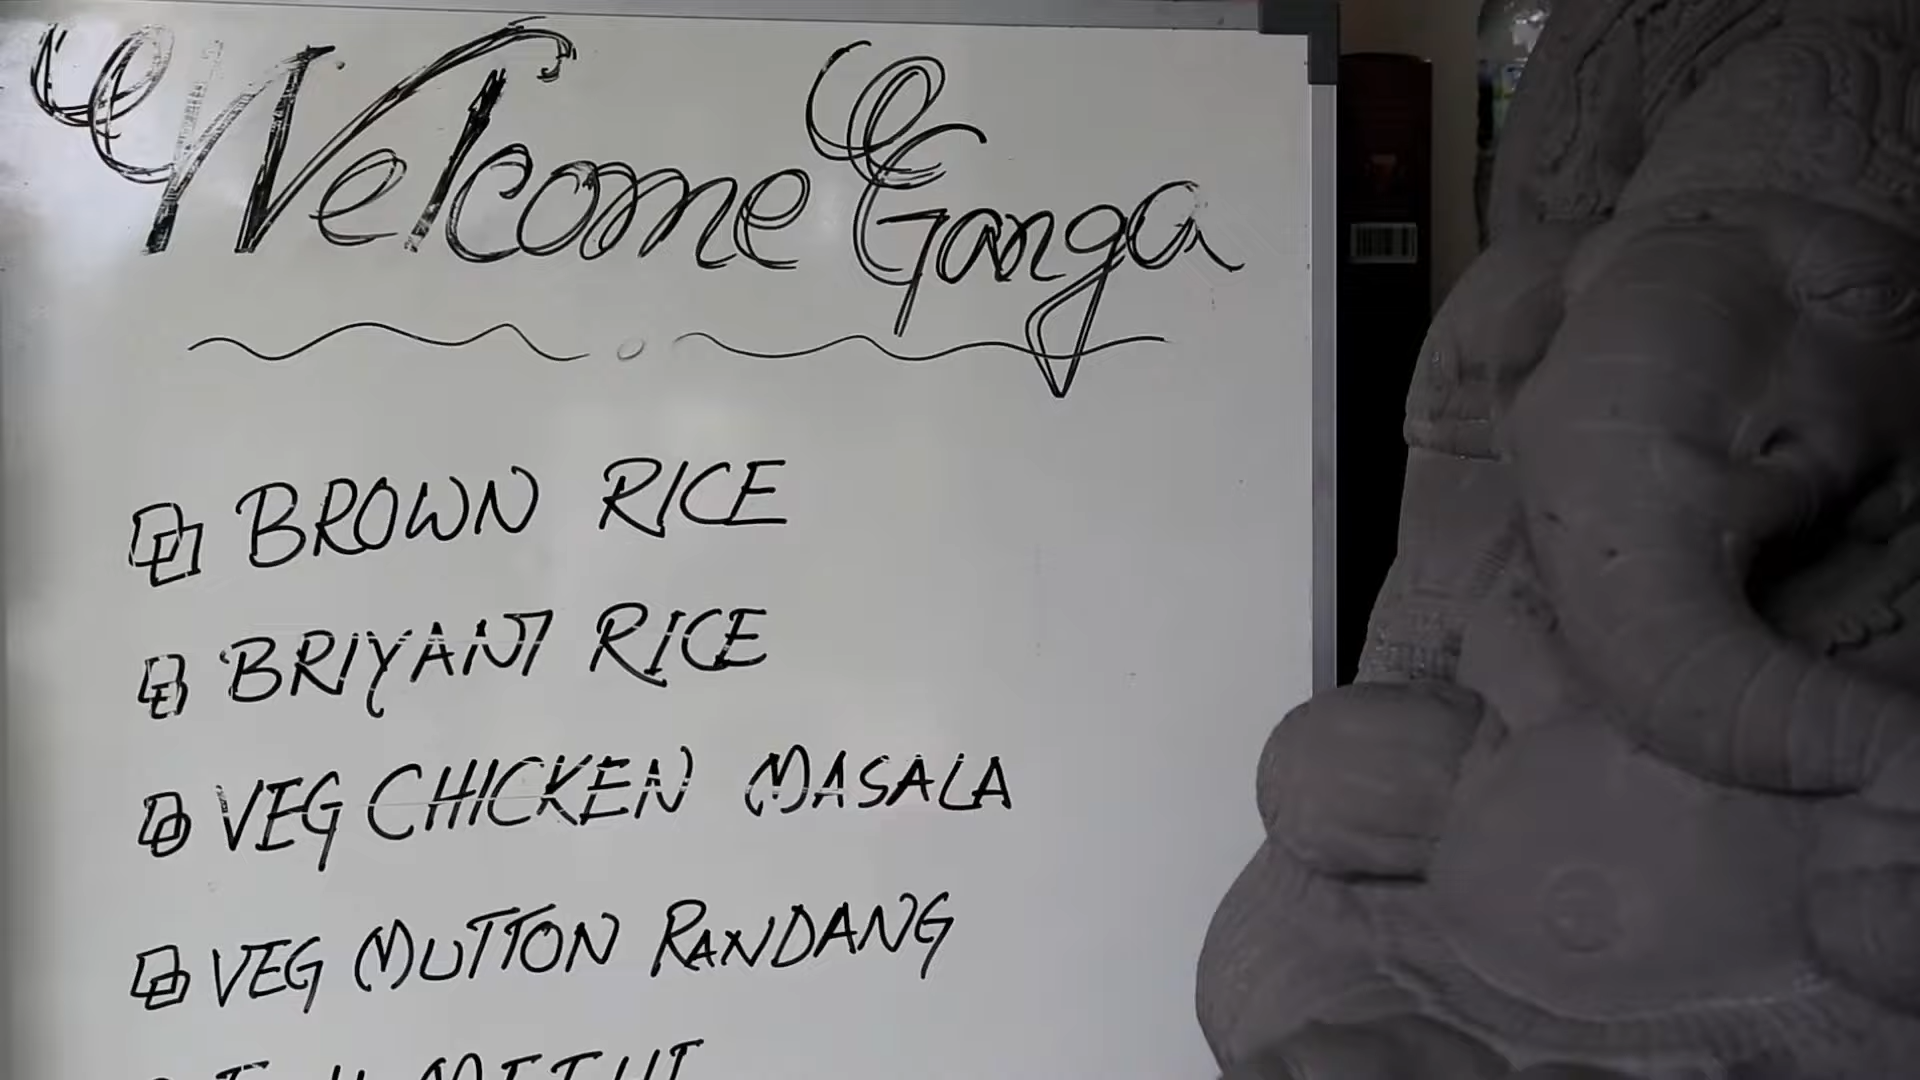 Welcome Ganga
BROWN RICE
BRIYANI RICE
VEG CHICKEN MASALA
VEG MUTTON RANDANG